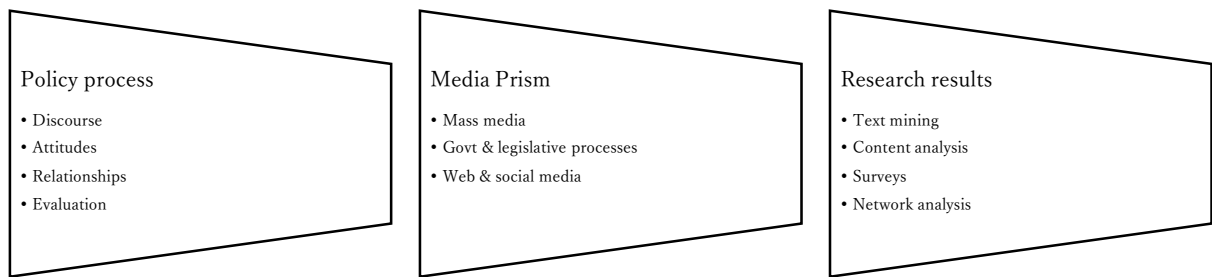 Policy process
• Discourse
• Attitudes
• Relationships
• Evaluation
Media Prism
• Mass media
• Govt & legislative processes
• Web & social media
Research results
• Text mining
• Content analysis
• Surveys
• Network analysis